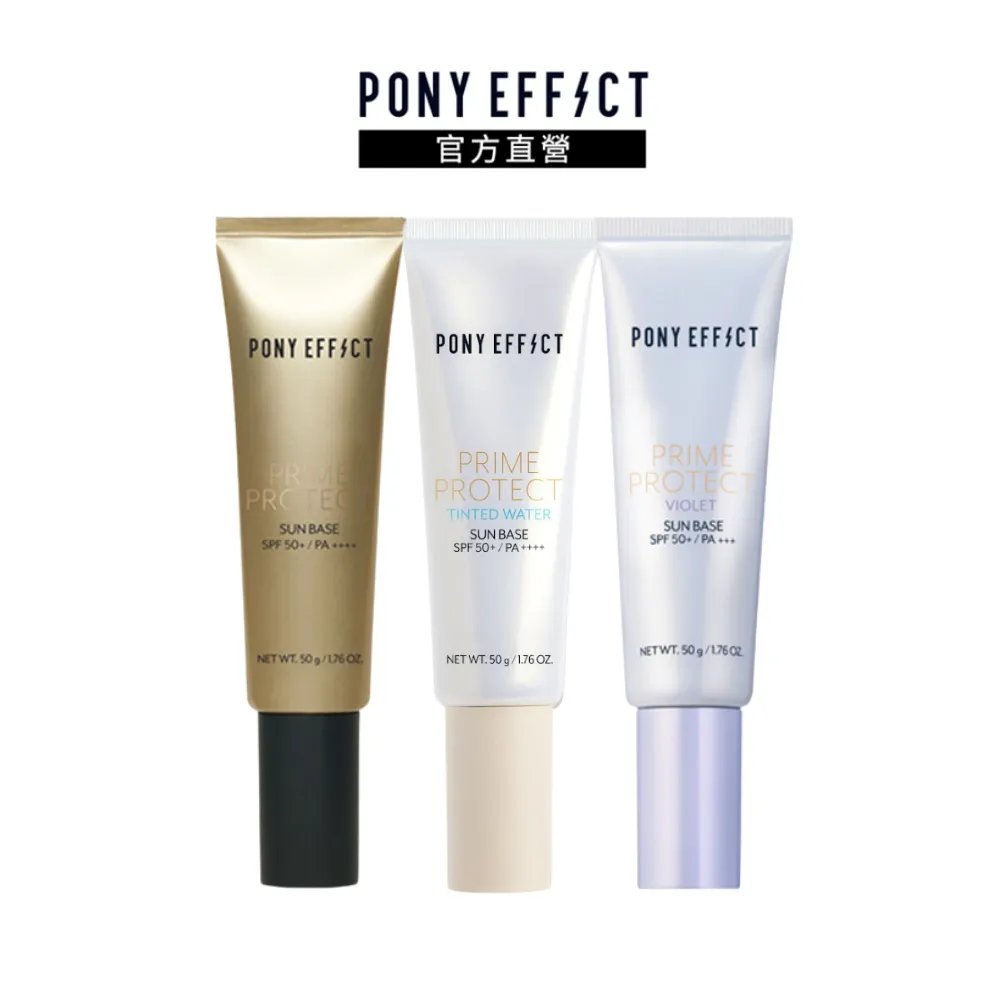 PONY EFFECT
官方直營
PONY EFFECT
PRIME
PROTECT
SUN BASE
SPF 50+ / PA ++++
NET WT. 50 g / 1.76 OZ.
PONY EFFECT
PRIME
PROTECT
TINTED WATER
SUN BASE
SPF 50+ / PA ++++
NET WT. 50 g / 1.76 OZ.
PONY EFFECT
PRIME
PROTECT
VIOLET
SUN BASE
SPF 50+ / PA +++
NET WT. 50 g / 1.76 OZ.